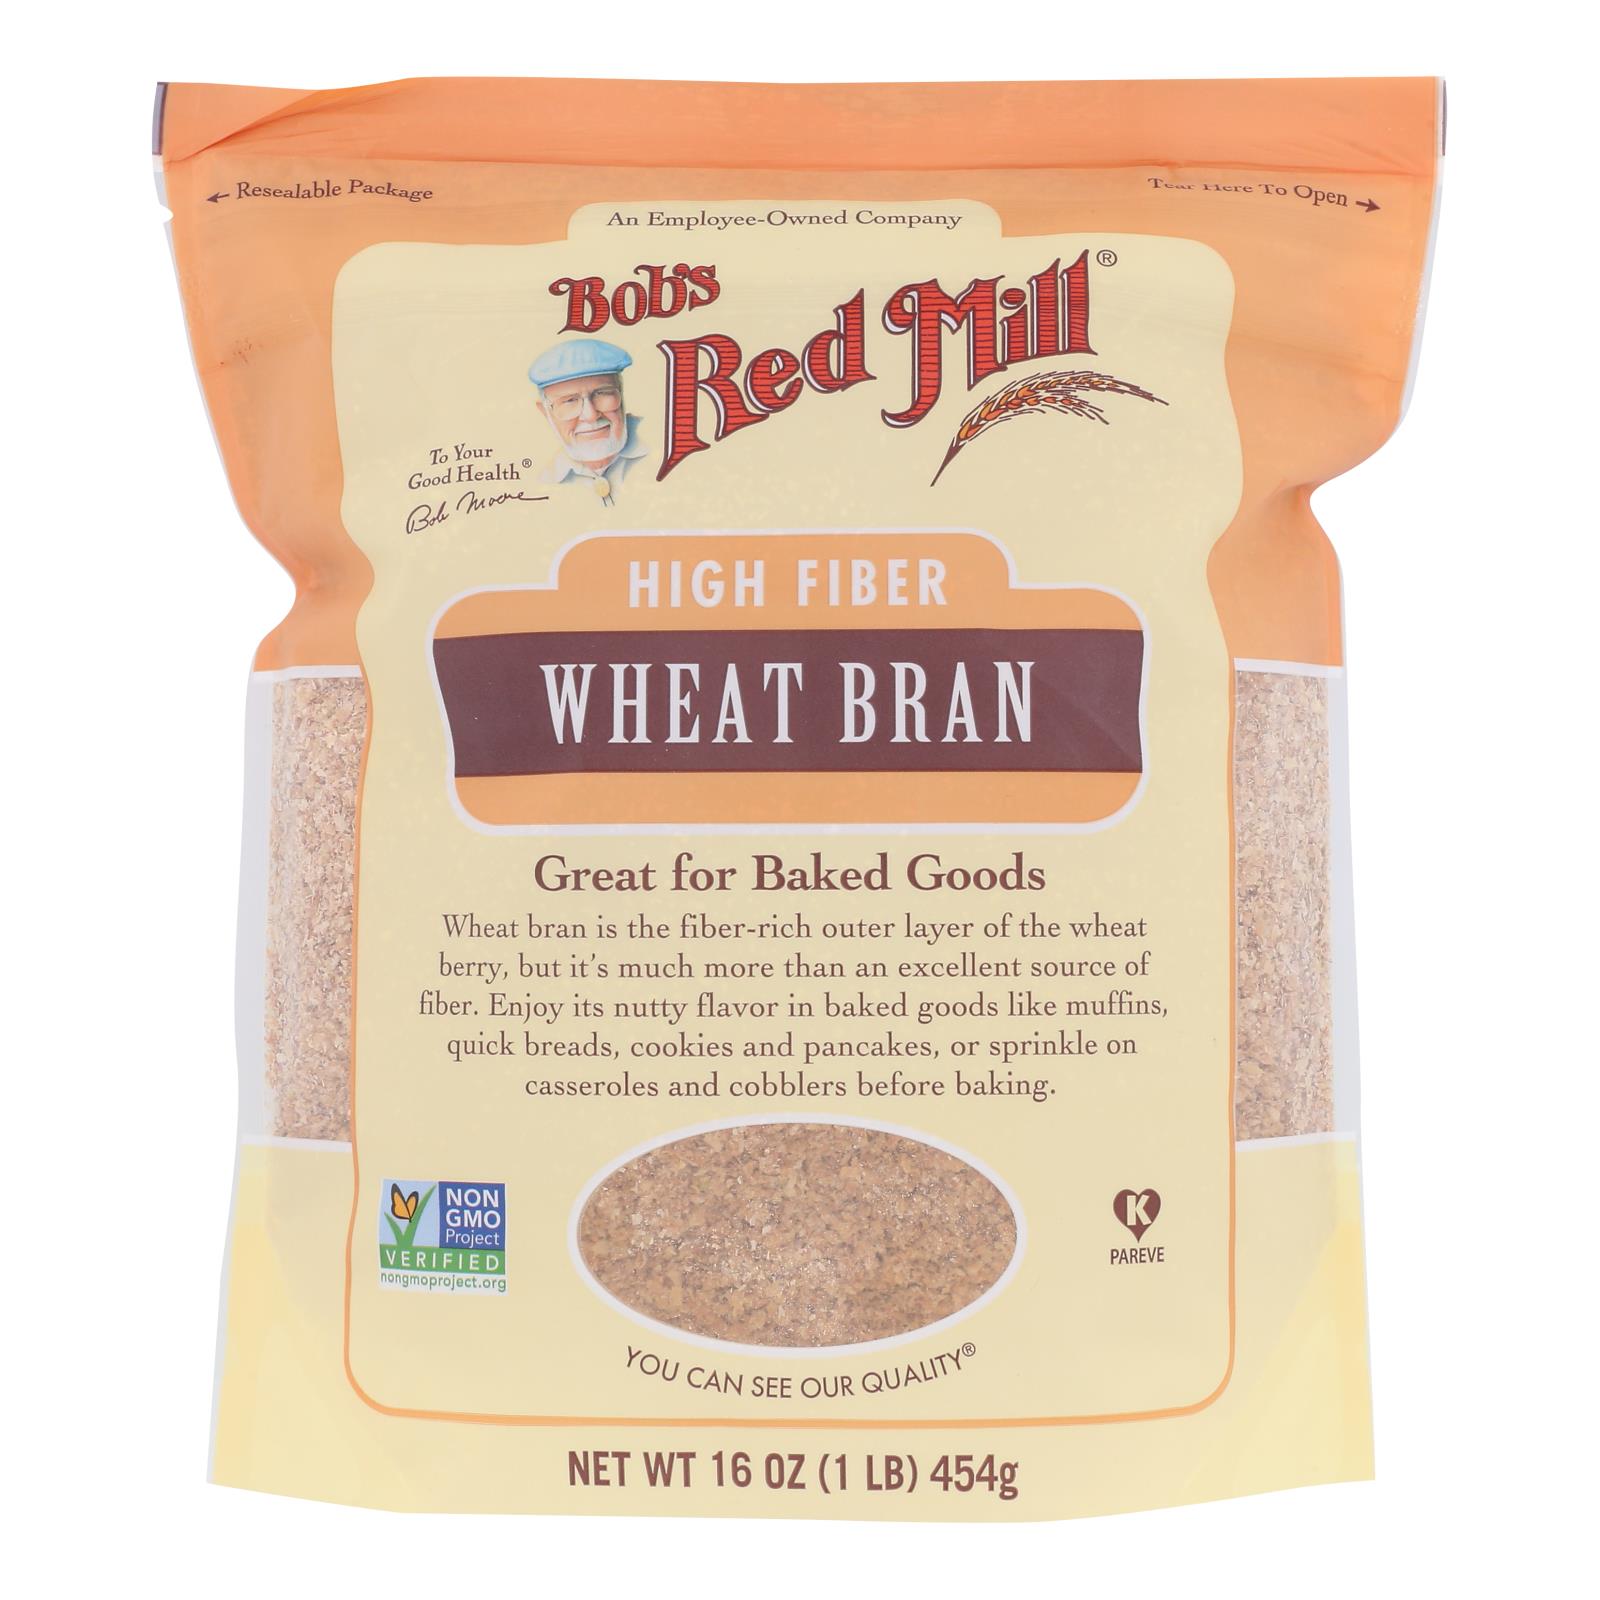 ← Resealable Package
Tear Here To Open →
An Employee-Owned Company
Bob's
Red Mill®
To Your
Good Health®
Bob Moore
HIGH FIBER
WHEAT BRAN
Great for Baked Goods
Wheat bran is the fiber-rich outer layer of the wheat
berry, but it's much more than an excellent source of
fiber. Enjoy its nutty flavor in baked goods like muffins,
quick breads, cookies and pancakes, or sprinkle on
casseroles and cobblers before baking.
NON
GMO
Project
VERIFIED
nongmoproject.org
K
PAREVE
YOU CAN SEE OUR QUALITY®
NET WT 16 OZ (1 LB) 454g